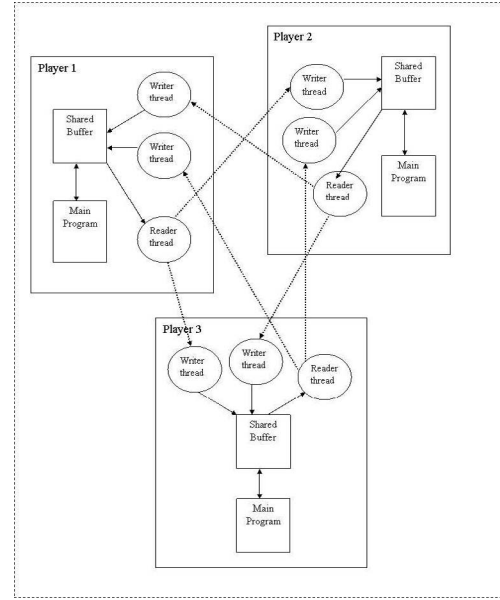 Player 1
Writer
thread
Shared
Buffer
Writer
thread
Main
Program
Reader
thread
Player 2
Writer
thread
Shared
Buffer
Writer
thread
Reader
thread
Main
Program
Player 3
Writer
thread
Writer
thread
Reader
thread
Shared
Buffer
Main
Program